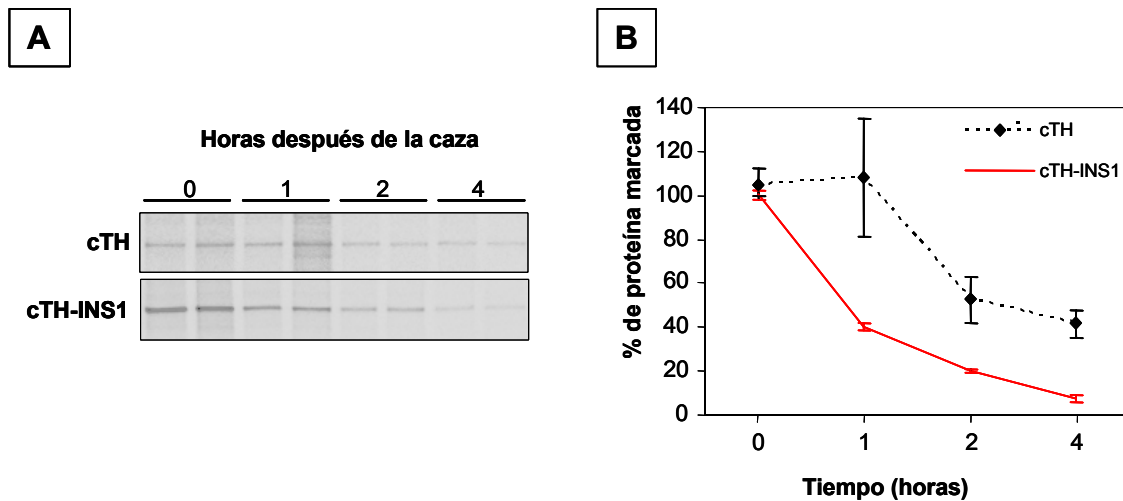 A
Horas después de la caza
0 1 2 4
cTH
cTH-INS1
B
% de proteína marcada
140
120
100
80
60
40
20
0
0 1 2 4
Tiempo (horas)
cTH
cTH-INS1